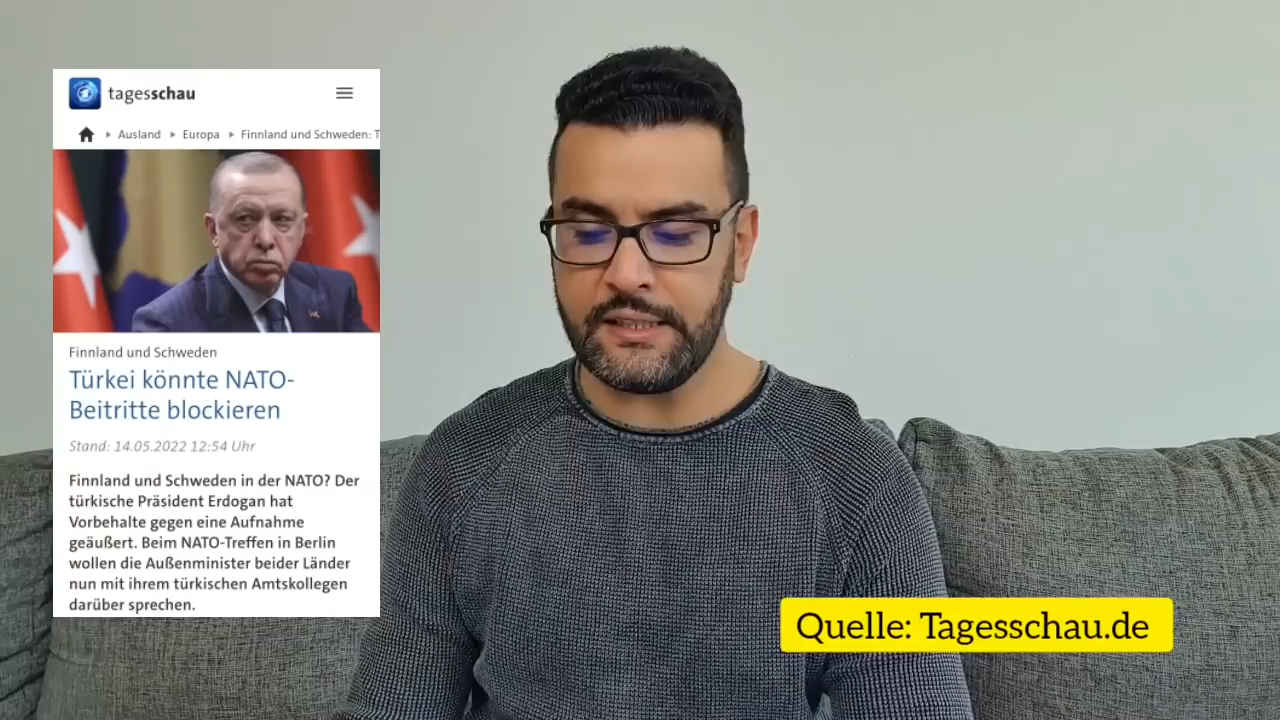 tagesschau
Ausland Europa Finnland und Schweden: T
Finnland und Schweden
Türkei könnte NATO-
Beitritte blockieren
Stand: 14.05.2022 12:54 Uhr
Finnland und Schweden in der NATO? Der
türkische Präsident Erdogan hat
Vorbehalte gegen eine Aufnahme
geäußert. Beim NATO-Treffen in Berlin
wollen die Außenminister beider Länder
nun mit ihrem türkischen Amtskollegen
darüber sprechen.
Quelle: Tagesschau.de